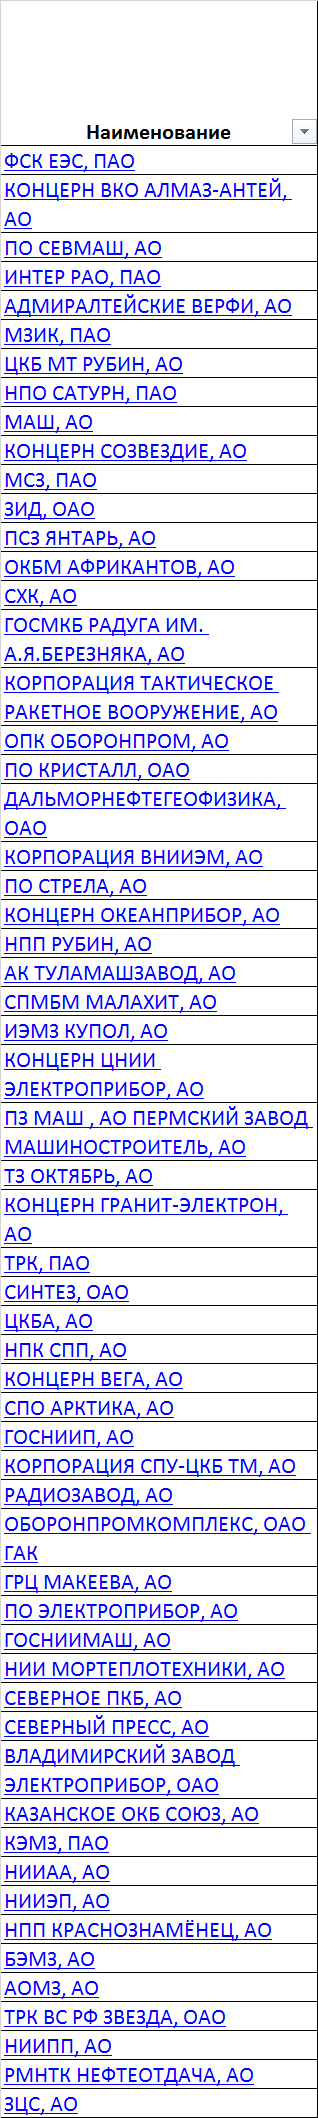 Наименование
ФСК ЕЭС, ПАО
КОНЦЕРН ВКО АЛМАЗ-АНТЕЙ,
АО
ПО СЕВМАШ, АО
ИНТЕР РАО, ПАО
АДМИРАЛТЕЙСКИЕ ВЕРФИ, АО
МЗИК, ПАО
ЦКБ МТ РУБИН, АО
НПО САТУРН, ПАО
МАШ, АО
КОНЦЕРН СОЗВЕЗДИЕ, АО
МСЗ, ПАО
ЗИД, ОАО
ПСЗ ЯНТАРЬ, АО
ОКБМ АФРИКАНТОВ, АО
СХК, АО
ГОСМКБ РАДУГА ИМ.
А.Я.БЕРЕЗНЯКА, АО
КОРПОРАЦИЯ ТАКТИЧЕСКОЕ
РАКЕТНОЕ ВООРУЖЕНИЕ, АО
ОПК ОБОРОНПРОМ, АО
ПО КРИСТАЛЛ, ОАО
ДАЛЬМОРНЕФТЕГЕОФИЗИКА,
ОАО
КОРПОРАЦИЯ ВНИИЭМ, АО
ПО СТРЕЛА, АО
КОНЦЕРН ОКЕАНПРИБОР, АО
НПП РУБИН, АО
АК ТУЛАМАШЗАВОД, АО
СПМБМ МАЛАХИТ, АО
ИЭМЗ КУПОЛ, АО
КОНЦЕРН ЦНИИ
ЭЛЕКТРОПРИБОР, АО
ПЗ МАШ , АО ПЕРМСКИЙ ЗАВОД
МАШИНОСТРОИТЕЛЬ, АО
ТЗ ОКТЯБРЬ, АО
КОНЦЕРН ГРАНИТ-ЭЛЕКТРОН,
АО
ТРК, ПАО
СИНТЕЗ, ОАО
ЦКБА, АО
НПК СПП, АО
КОНЦЕРН ВЕГА, АО
СПО АРКТИКА, АО
ГОСНИИП, АО
КОРПОРАЦИЯ СПУ-ЦКБ ТМ, АО
РАДИОЗАВОД, АО
ОБОРОНПРОМКОМПЛЕКС, ОАО
ГАК
ГРЦ МАКЕЕВА, АО
ПО ЭЛЕКТРОПРИБОР, АО
ГОСНИИМАШ, АО
НИИ МОРТЕПЛОТЕХНИКИ, АО
СЕВЕРНОЕ ПКБ, АО
СЕВЕРНЫЙ ПРЕСС, АО
ВЛАДИМИРСКИЙ ЗАВОД
ЭЛЕКТРОПРИБОР, ОАО
КАЗАНСКОЕ ОКБ СОЮЗ, АО
КЭМЗ, ПАО
НИИАА, АО
НИИЭП, АО
НПП КРАСНОЗНАМЁНЕЦ, АО
БЭМЗ, АО
АОМЗ, АО
ТРК ВС РФ ЗВЕЗДА, ОАО
НИИПП, АО
РМНТК НЕФТЕОТДАЧА, АО
ЗЦС, АО